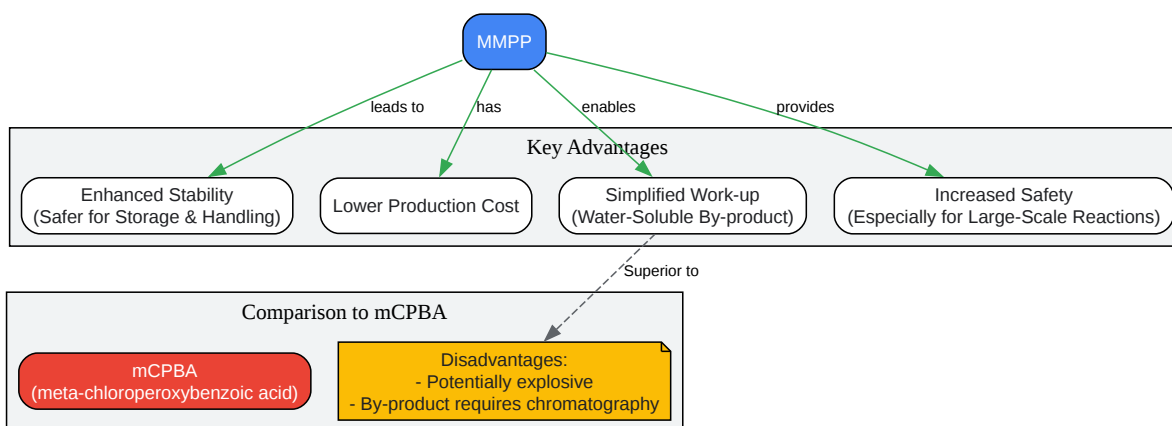 MMPP
leads to
has
enables
provides
Key Advantages
Enhanced Stability
(Safer for Storage & Handling)
Lower Production Cost
Simplified Work-up
(Water-Soluble By-product)
Increased Safety
(Especially for Large-Scale Reactions)
Superior to
Comparison to mCPBA
mCPBA
(meta-chloroperoxybenzoic acid)
Disadvantages:
- Potentially explosive
- By-product requires chromatography